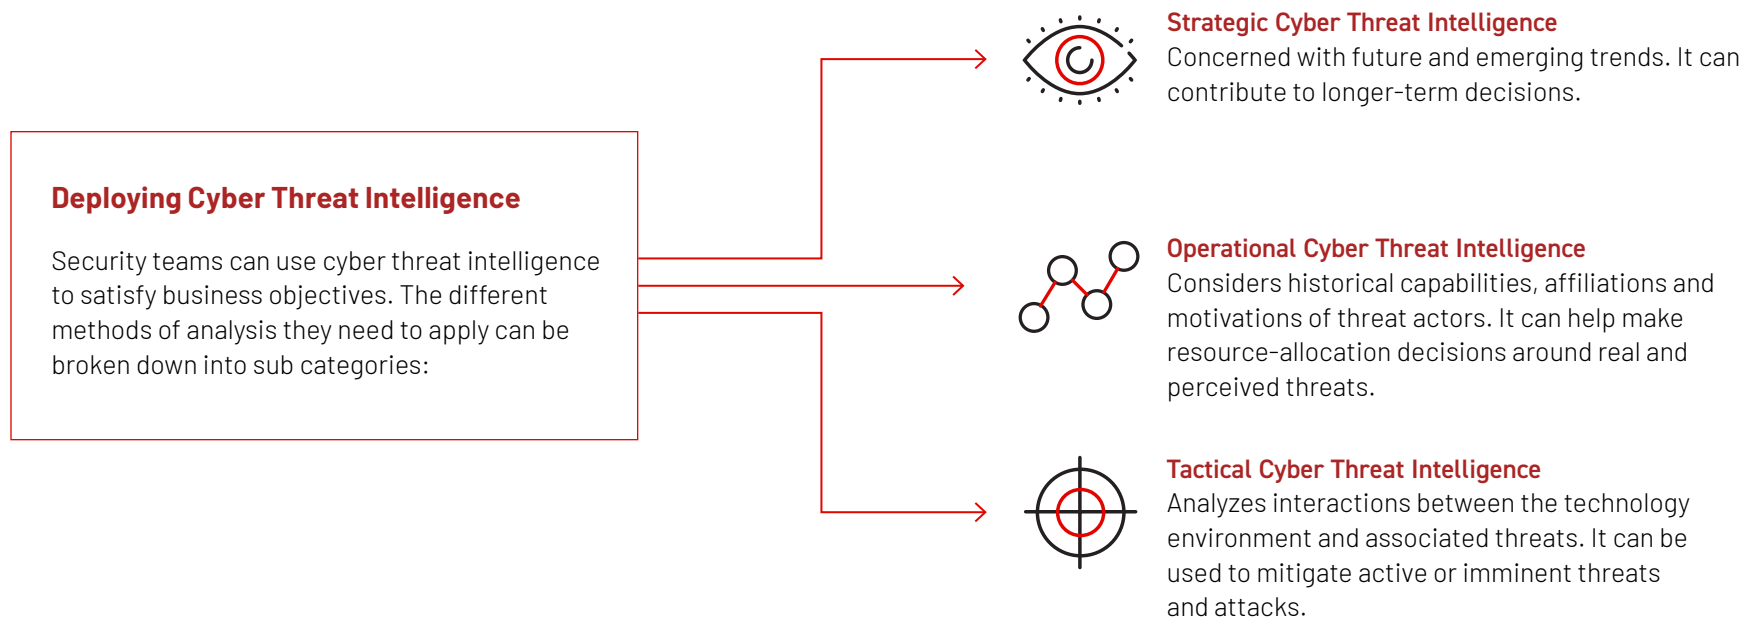 Deploying Cyber Threat Intelligence
Security teams can use cyber threat intelligence
to satisfy business objectives. The different
methods of analysis they need to apply can be
broken down into sub categories:
Strategic Cyber Threat Intelligence
Concerned with future and emerging trends. It can
contribute to longer-term decisions.
Operational Cyber Threat Intelligence
Considers historical capabilities, affiliations and
motivations of threat actors. It can help make
resource-allocation decisions around real and
perceived threats.
Tactical Cyber Threat Intelligence
Analyzes interactions between the technology
environment and associated threats. It can be
used to mitigate active or imminent threats
and attacks.